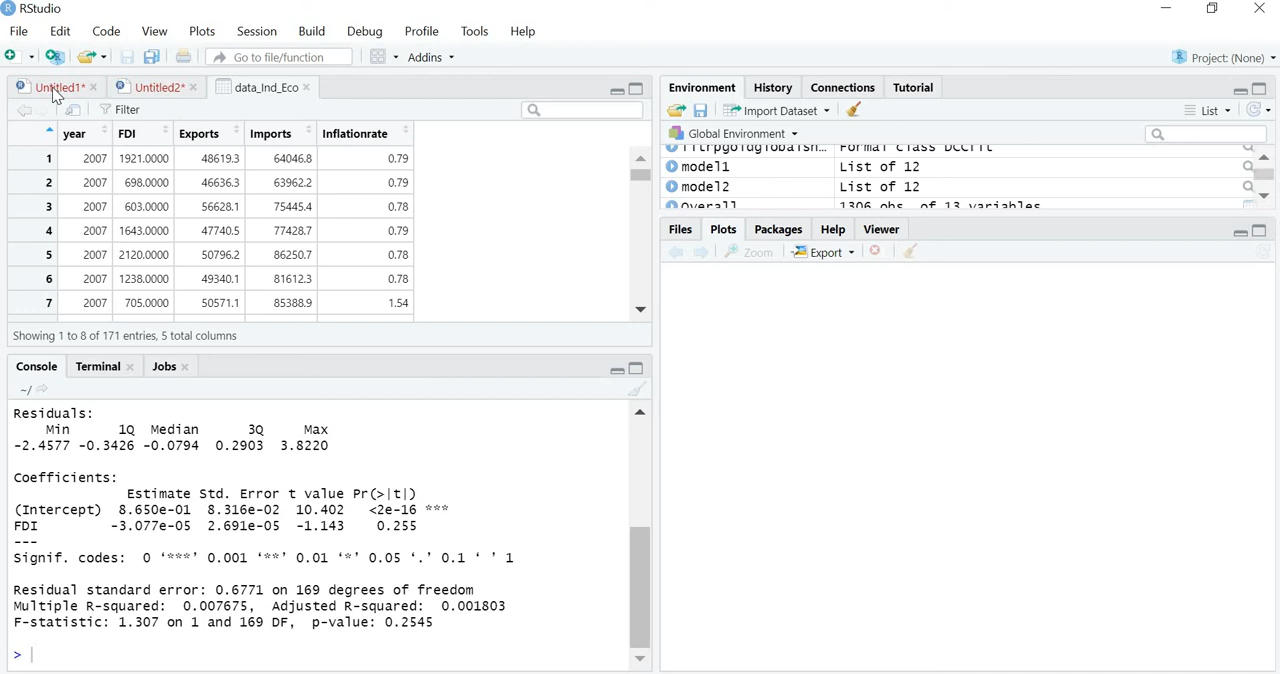 RStudio
File Edit Code View Plots Session Build Debug Profile Tools Help
Go to file/function Addins Project: (None)
Untitled1* Untitled2* data_Ind_Eco
Filter
year FDI Exports Imports Inflationrate
1 2007 1921.0000 48619.3 64046.8 0.79
2 2007 698.0000 46636.3 63962.2 0.79
3 2007 603.0000 56628.1 75445.4 0.78
4 2007 1643.0000 47740.5 77428.7 0.79
5 2007 2120.0000 50796.2 86250.7 0.78
6 2007 1238.0000 49340.1 81612.3 0.78
7 2007 705.0000 50571.1 85388.9 1.54
Showing 1 to 8 of 171 entries, 5 total columns
Console Terminal Jobs
~/
Residuals:
Min 1Q Median 3Q Max
-2.4577 -0.3426 -0.0794 0.2903 3.8220
Coefficients:
Estimate Std. Error t value Pr(>|t|)
(Intercept) 8.650e-01 8.316e-02 10.402 <2e-16 ***
FDI -3.077e-05 2.691e-05 -1.143 0.255
---
Signif. codes: 0 ‘***’ 0.001 ‘**’ 0.01 ‘*’ 0.05 ‘.’ 0.1 ‘ ’ 1
Residual standard error: 0.6771 on 169 degrees of freedom
Multiple R-squared: 0.007675, Adjusted R-squared: 0.001803
F-statistic: 1.307 on 1 and 169 DF, p-value: 0.2545
>
Environment History Connections Tutorial
Import Dataset List
Global Environment
Formal class DCCfit
model1 List of 12
model2 List of 12
Overall 1306 obs. of 13 variables
Files Plots Packages Help Viewer
Zoom Export